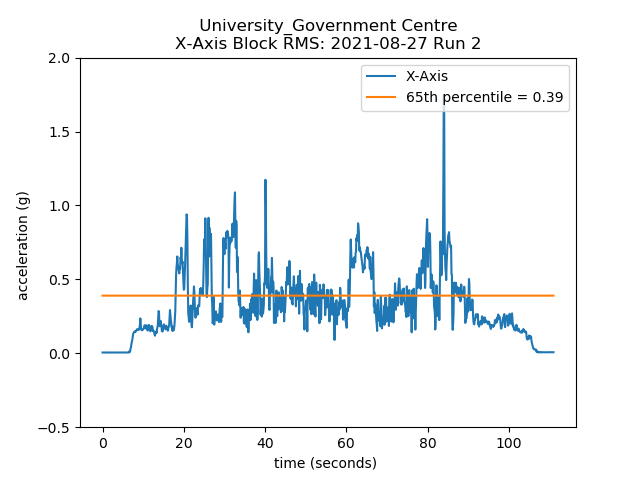 University_Government Centre
X-Axis Block RMS: 2021-08-27 Run 2
X-Axis
65th percentile = 0.39
2.0
1.5
1.0
0.5
0.0
−0.5
acceleration (g)
0 20 40 60 80 100
time (seconds)